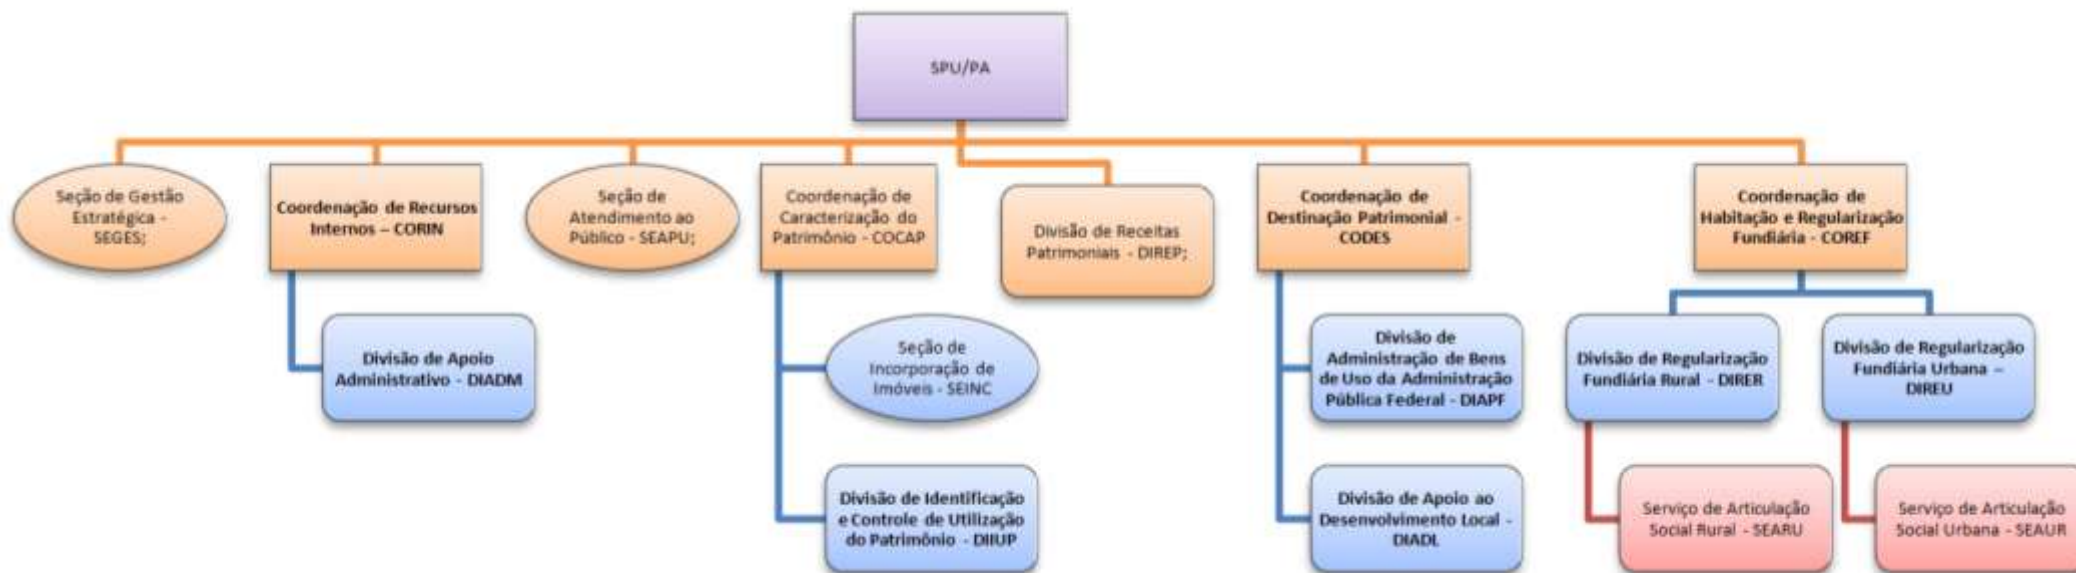 SPU/PA
Seção de Gestão
Estratégica -
SEGES;
Coordenação de Recursos
Internos – CORIN
Seção de
Atendimento ao
Público - SEAPU;
Coordenação de
Caracterização do
Patrimônio - COCAP
Divisão de Receitas
Patrimoniais - DIREP;
Coordenação de
Destinação Patrimonial -
CODES
Coordenação de
Habitação e Regularização
Fundiária - COREF
Divisão de Apoio
Administrativo - DIADM
Seção de
Incorporação de
Imóveis - SEINC
Divisão de
Administração de Bens
de Uso da Administração
Pública Federal - DIAPF
Divisão de Regularização
Fundiária Rural - DIRER
Divisão de Regularização
Fundiária Urbana –
DIREU
Divisão de Identificação
e Controle de Utilização
do Patrimônio - DIIUP
Divisão de Apoio ao
Desenvolvimento Local -
DIADL
Serviço de Articulação
Social Rural - SEARU
Serviço de Articulação
Social Urbana - SEAUR